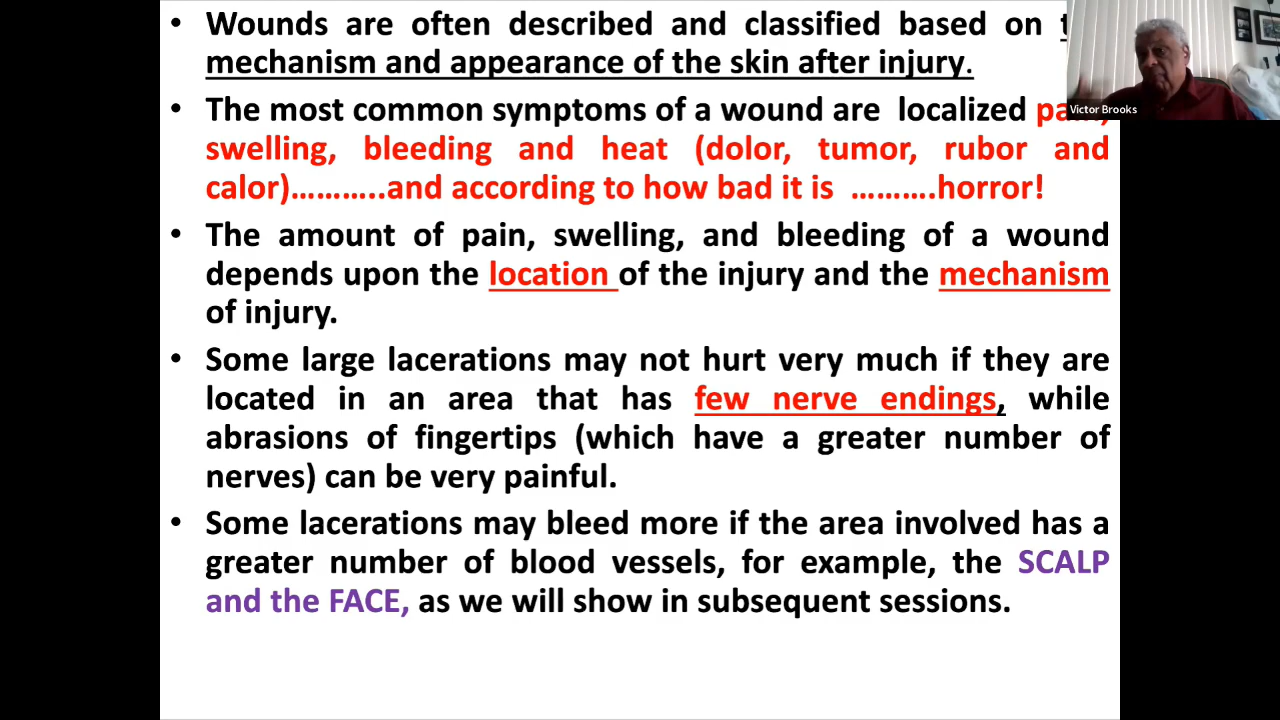 • Wounds are often described and classified based on
mechanism and appearance of the skin after injury.
• The most common symptoms of a wound are localized
swelling, bleeding and heat (dolor, tumor, rubor and
calor)………..and according to how bad it is ……….horror!
• The amount of pain, swelling, and bleeding of a wound
depends upon the location of the injury and the mechanism
of injury.
• Some large lacerations may not hurt very much if they are
located in an area that has few nerve endings, while
abrasions of fingertips (which have a greater number of
nerves) can be very painful.
• Some lacerations may bleed more if the area involved has a
greater number of blood vessels, for example, the SCALP
and the FACE, as we will show in subsequent sessions.
Victor Brooks